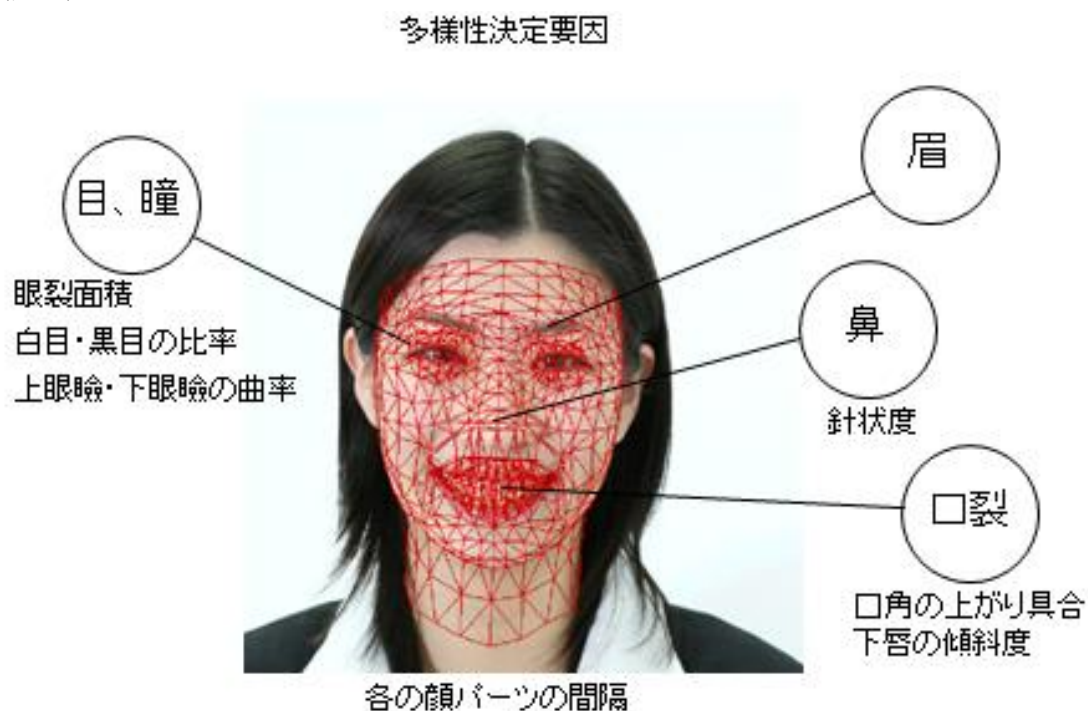 多様性決定要因
眉
目、瞳
眼裂面積
白目・黒目の比率
上眼瞼・下眼瞼の曲率
鼻
針状度
口裂
口角の上がり具合
下唇の傾斜度
各の顔パーツの間隔